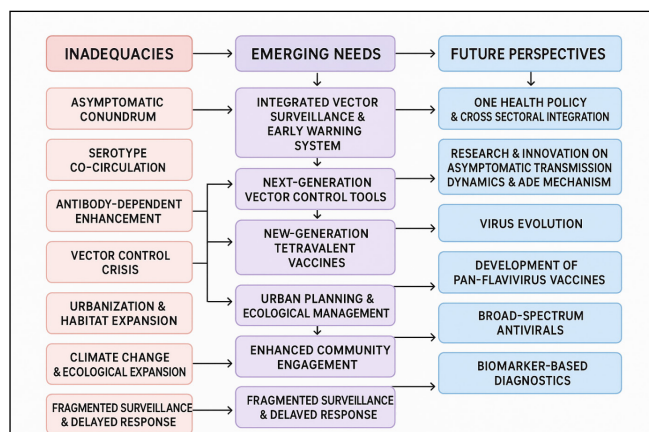 INADEQUACIES
EMERGING NEEDS
FUTURE PERSPECTIVES
ASYMPTOMATIC
CONUNDRUM
SEROTYPE
CO-CIRCULATION
ANTIBODY-DEPENDENT
ENHANCEMENT
VECTOR CONTROL
CRISIS
URBANIZATION &
HABITAT EXPANSION
CLIMATE CHANGE
& ECOLOGICAL EXPANSION
FRAGMENTED SURVEILLANCE
& DELAYED RESPONSE
INTEGRATED VECTOR
SURVEILLANCE &
EARLY WARNING
SYSTEM
NEXT-GENERATION
VECTOR CONTROL TOOLS
NEW-GENERATION
TETRAVALENT
VACCINES
URBAN PLANNING &
ECOLOGICAL MANAGEMENT
ENHANCED COMMUNITY
ENGAGEMENT
FRAGMENTED SURVEILLANCE
& DELAYED RESPONSE
ONE HEALTH POLICY
& CROSS SECTORAL INTEGRATION
RESEARCH & INNOVATION ON
ASYMPTOMATIC TRANSMISSION
DYNAMICS & ADE MECHANISM
VIRUS EVOLUTION
DEVELOPMENT OF
PAN-FLAVIVIRUS VACCINES
BROAD-SPECTRUM
ANTIVIRALS
BIOMARKER-BASED
DIAGNOSTICS